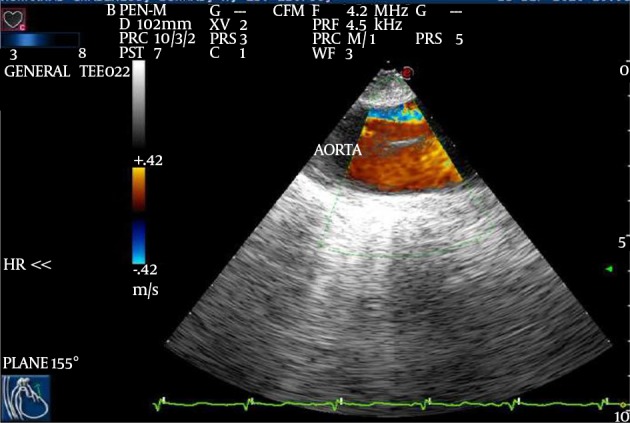 B PEN-M G --- CFM F 4.2 MHz G ---
D 102mm XV 2 PRF 4.5 kHz
PRC 10/3/2 PRS 3 PRC M/1 PRS 5
PST 7 C 1 WF 3
3 8
GENERAL TEE022
0
AORTA
+.42
5
HR <<
-.42
m/s
PLANE 155°
10